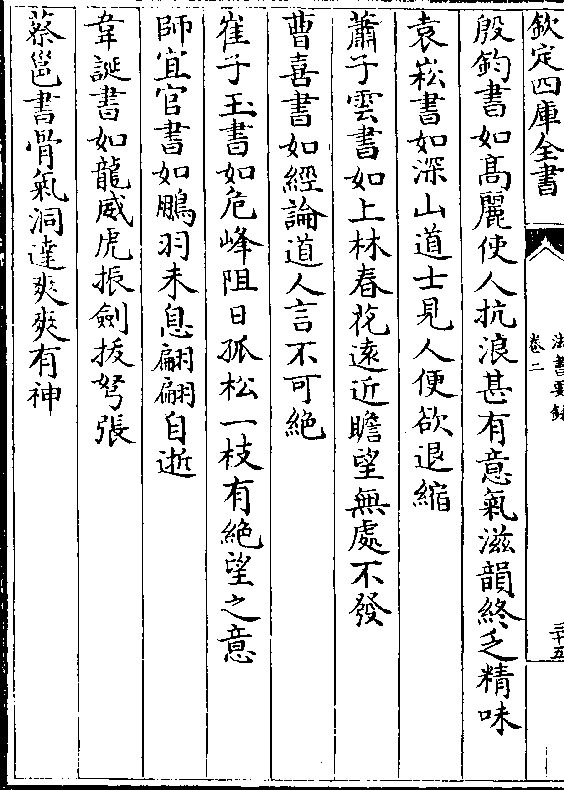 欽定四庫全書
法書要録
卷二
三十五
殷鈞書如髙麗使人抗浪甚有意氣滋韻終乏精味
袁崧書如深山道士見人便欲退縮
蕭子雲書如上林春花逺近瞻望無處不發
曹喜書如經論道人言不可絶
崔子玉書如危峰阻日孤松一枝有絶望之意
師宜官書如鵬羽未息翩翩自逝
韋誕書如龍威虎振劍拔弩張
蔡邕書骨氣洞達爽爽有神